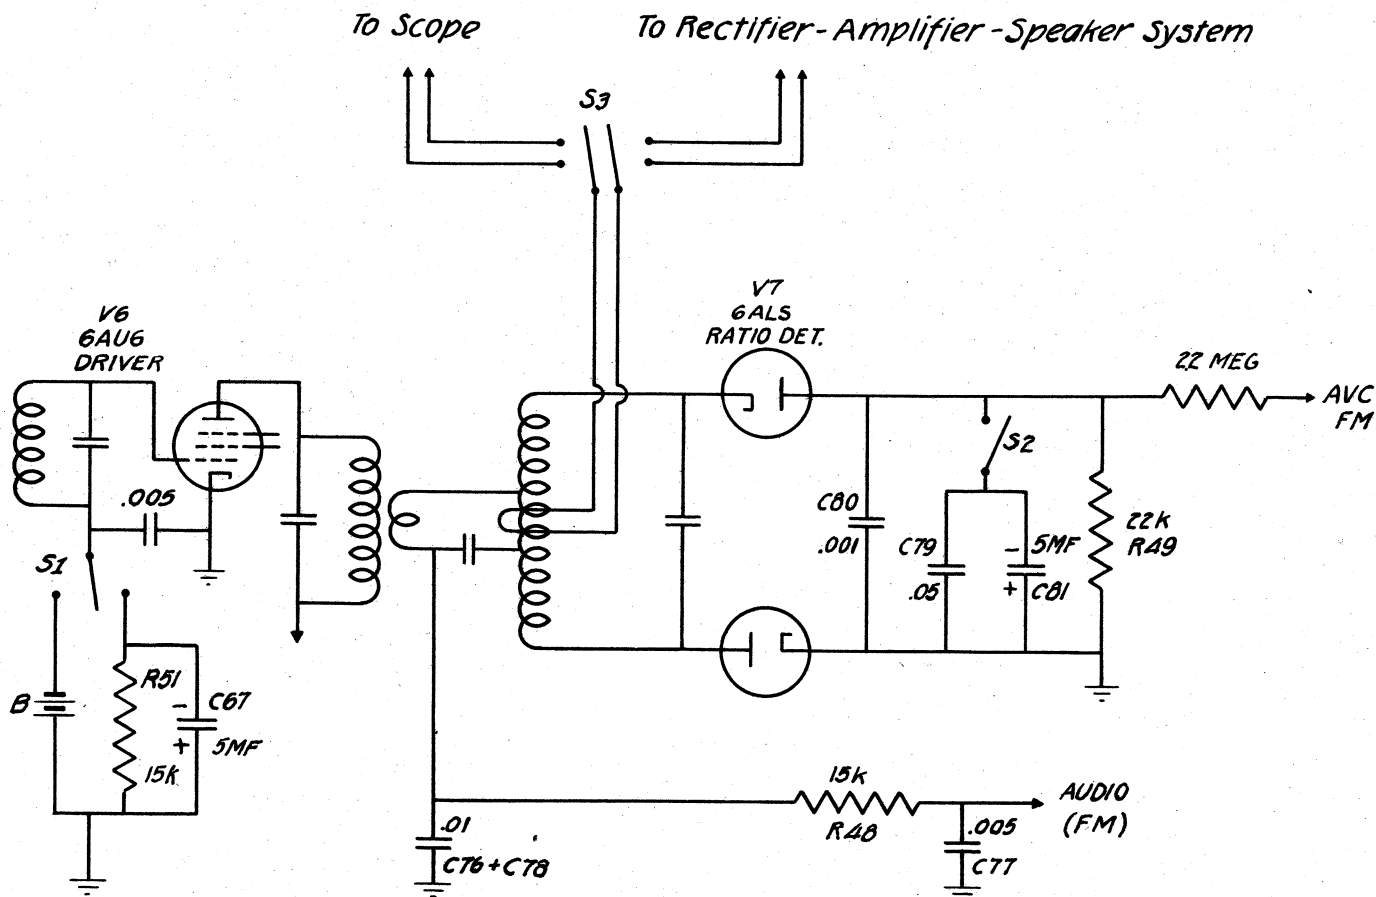 To Scope
To Rectifier-Amplifier-Speaker System
S3
V6
6AU6
DRIVER
V7
6AL5
RATIO DET.
22 MEG
AVC
FM
S2
.005
C80
.001
C79
.05
-
5MF
+
C81
22K
R49
S1
B
R51
15K
-
C67
+
5MF
15K
R48
AUDIO
(FM)
.01
C76+C78
.005
C77